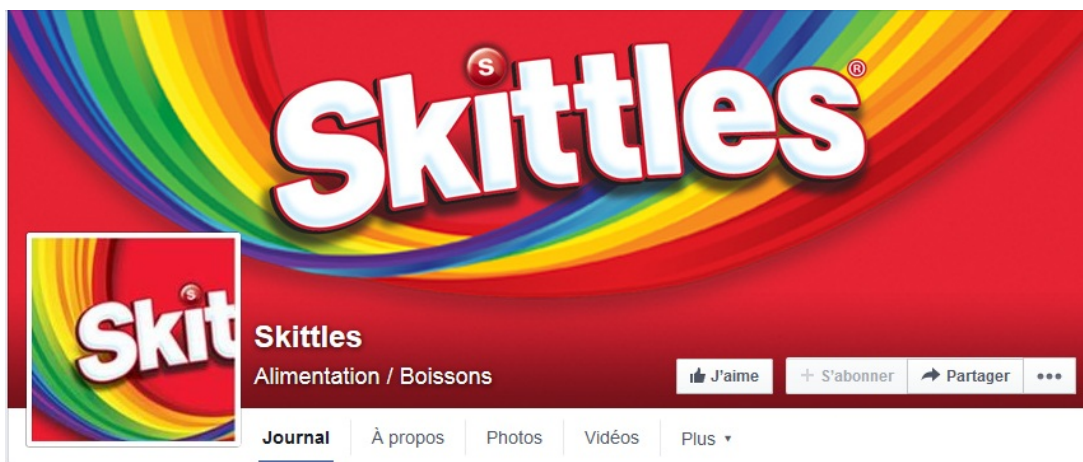 Skittles®
S
Skit
s
Skittles
Alimentation / Boissons
J'aime
+ S'abonner
Partager
Journal
À propos
Photos
Vidéos
Plus